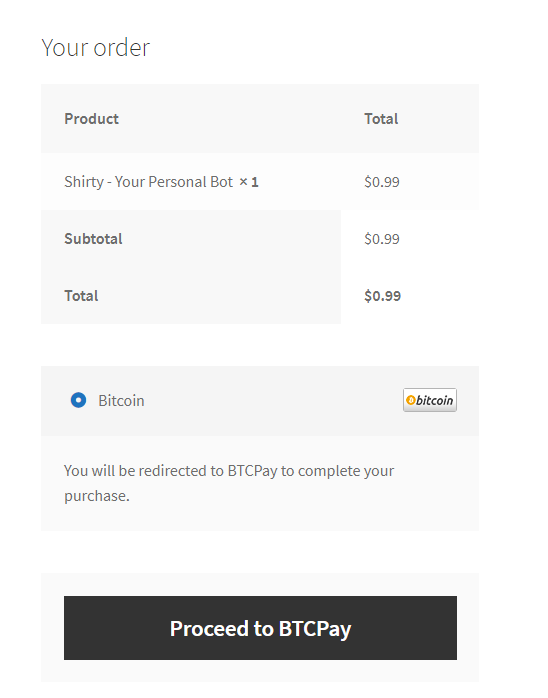 Your order
Product Total
Shirty - Your Personal Bot × 1 $0.99
Subtotal $0.99
Total $0.99
Bitcoin bitcoin
You will be redirected to BTCPay to complete your
purchase.
Proceed to BTCPay